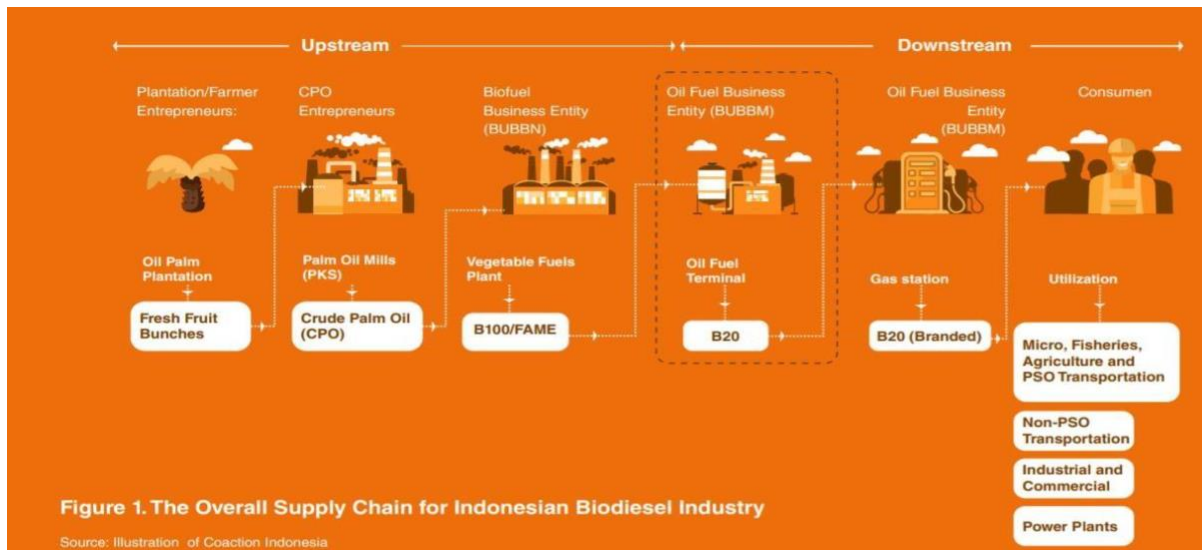 Upstream
Downstream
Plantation/Farmer
Entrepreneurs:
CPO
Entrepreneurs
Biofuel
Business Entity
(BUBBN)
Oil Fuel Business
Entity (BUBBM)
Oil Fuel Business
Entity
(BUBBM)
Consumen
Oil Palm
Plantation
Fresh Fruit
Bunches
Palm Oil Mills
(PKS)
Crude Palm Oil
(CPO)
Vegetable Fuels
Plant
B100/FAME
Oil Fuel
Terminal
B20
Gas station
B20 (Branded)
Utilization
Micro, Fisheries,
Agriculture and
PSO Transportation
Non-PSO
Transportation
Industrial and
Commercial
Power Plants
Figure 1. The Overall Supply Chain for Indonesian Biodiesel Industry
Source: Illustration of Coaction Indonesia